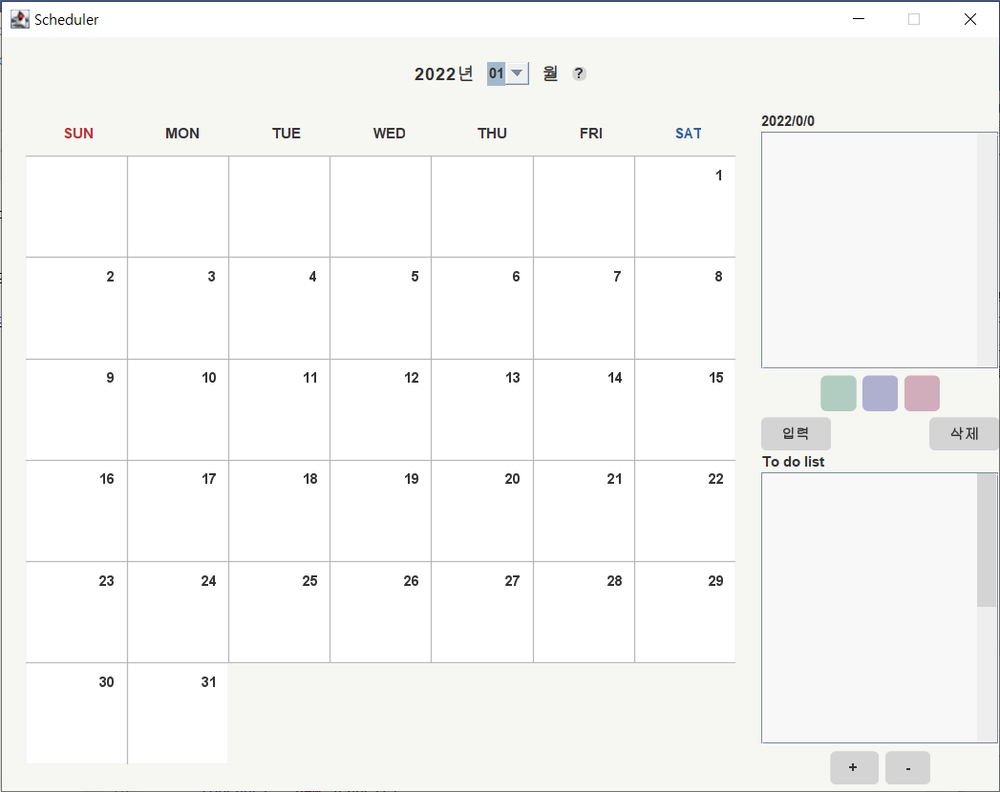 Scheduler
2022년 01 월 ?
SUN MON TUE WED THU FRI SAT
1
2 3 4 5 6 7 8
9 10 11 12 13 14 15
16 17 18 19 20 21 22
23 24 25 26 27 28 29
30 31
2022/0/0
입력 삭제
To do list
+ -